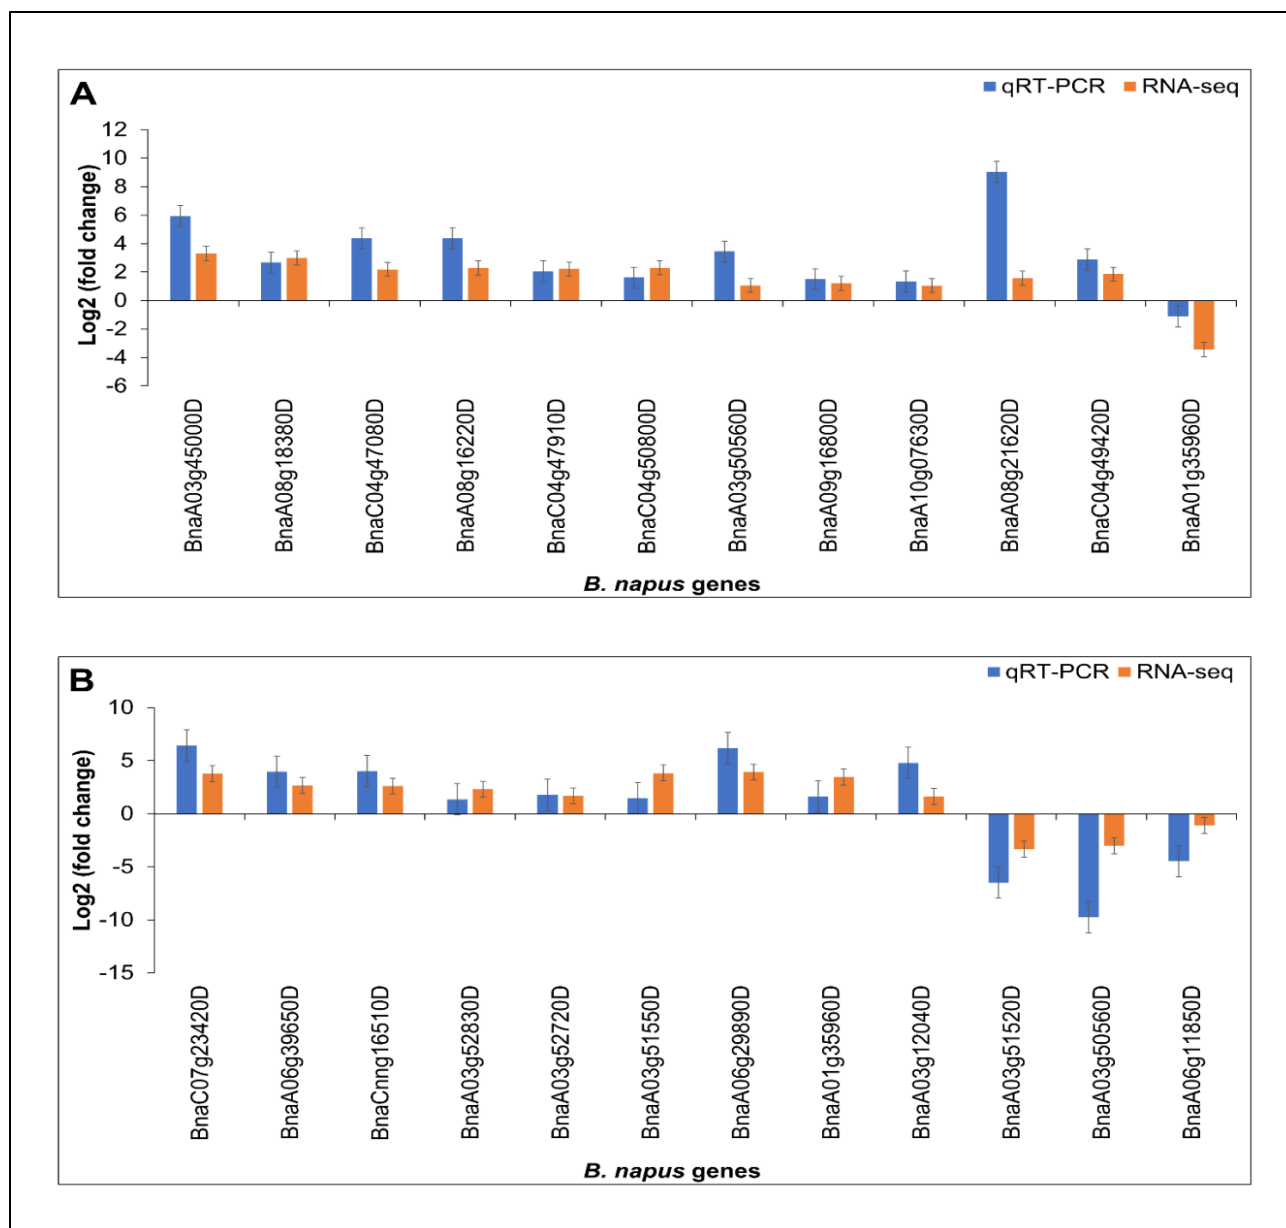 A
qRT-PCR RNA-seq
Log2 (fold change)
12
10
8
6
4
2
0
-2
-4
-6
BnaA03g45000D
BnaA08g18380D
BnaC04g47080D
BnaA08g16220D
BnaC04g47910D
BnaC04g50800D
BnaA03g50560D
BnaA09g16800D
BnaA10g07630D
BnaA08g21620D
BnaC04g49420D
BnaA01g35960D
B. napus genes
B
qRT-PCR RNA-seq
Log2 (fold change)
10
5
0
-5
-10
-15
BnaC07g23420D
BnaA06g39650D
BnaCnng16510D
BnaA03g52830D
BnaA03g52720D
BnaA03g51550D
BnaA06g29890D
BnaA01g35960D
BnaA03g12040D
BnaA03g51520D
BnaA03g50560D
BnaA06g11850D
B. napus genes